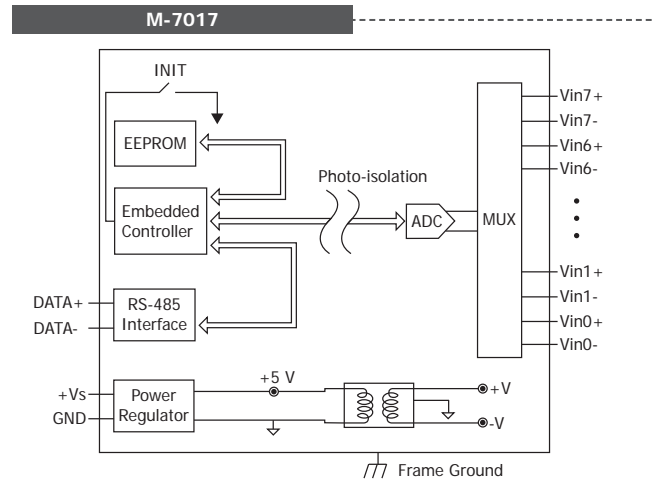 M-7017
INIT
EEPROM
Embedded
Controller
Photo-isolation
ADC
MUX
Vin7+
Vin7-
Vin6+
Vin6-
Vin1+
Vin1-
Vin0+
Vin0-
DATA+
DATA-
RS-485
Interface
+Vs
GND
Power
Regulator
+5 V
+V
-V
Frame Ground